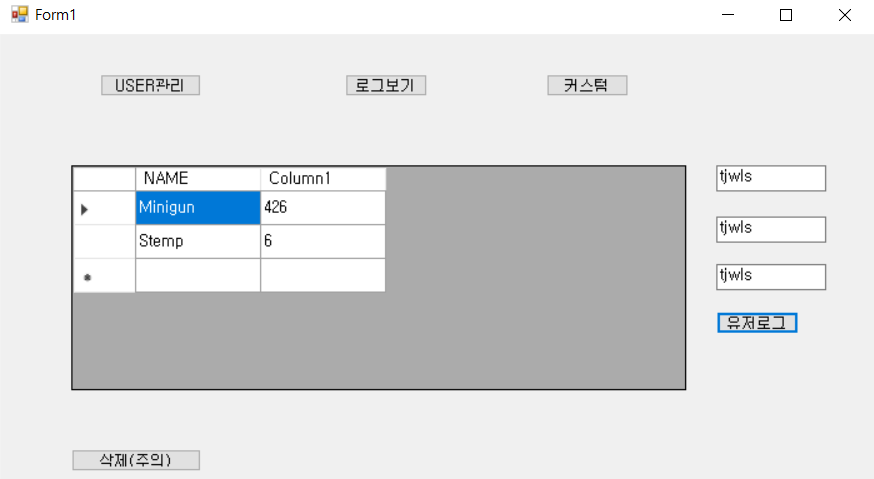 Form1
USER관리
로그보기
커스텀
NAME Column1
Minigun 426
Stemp 6
tjwls
tjwls
tjwls
유저로그
삭제(주의)